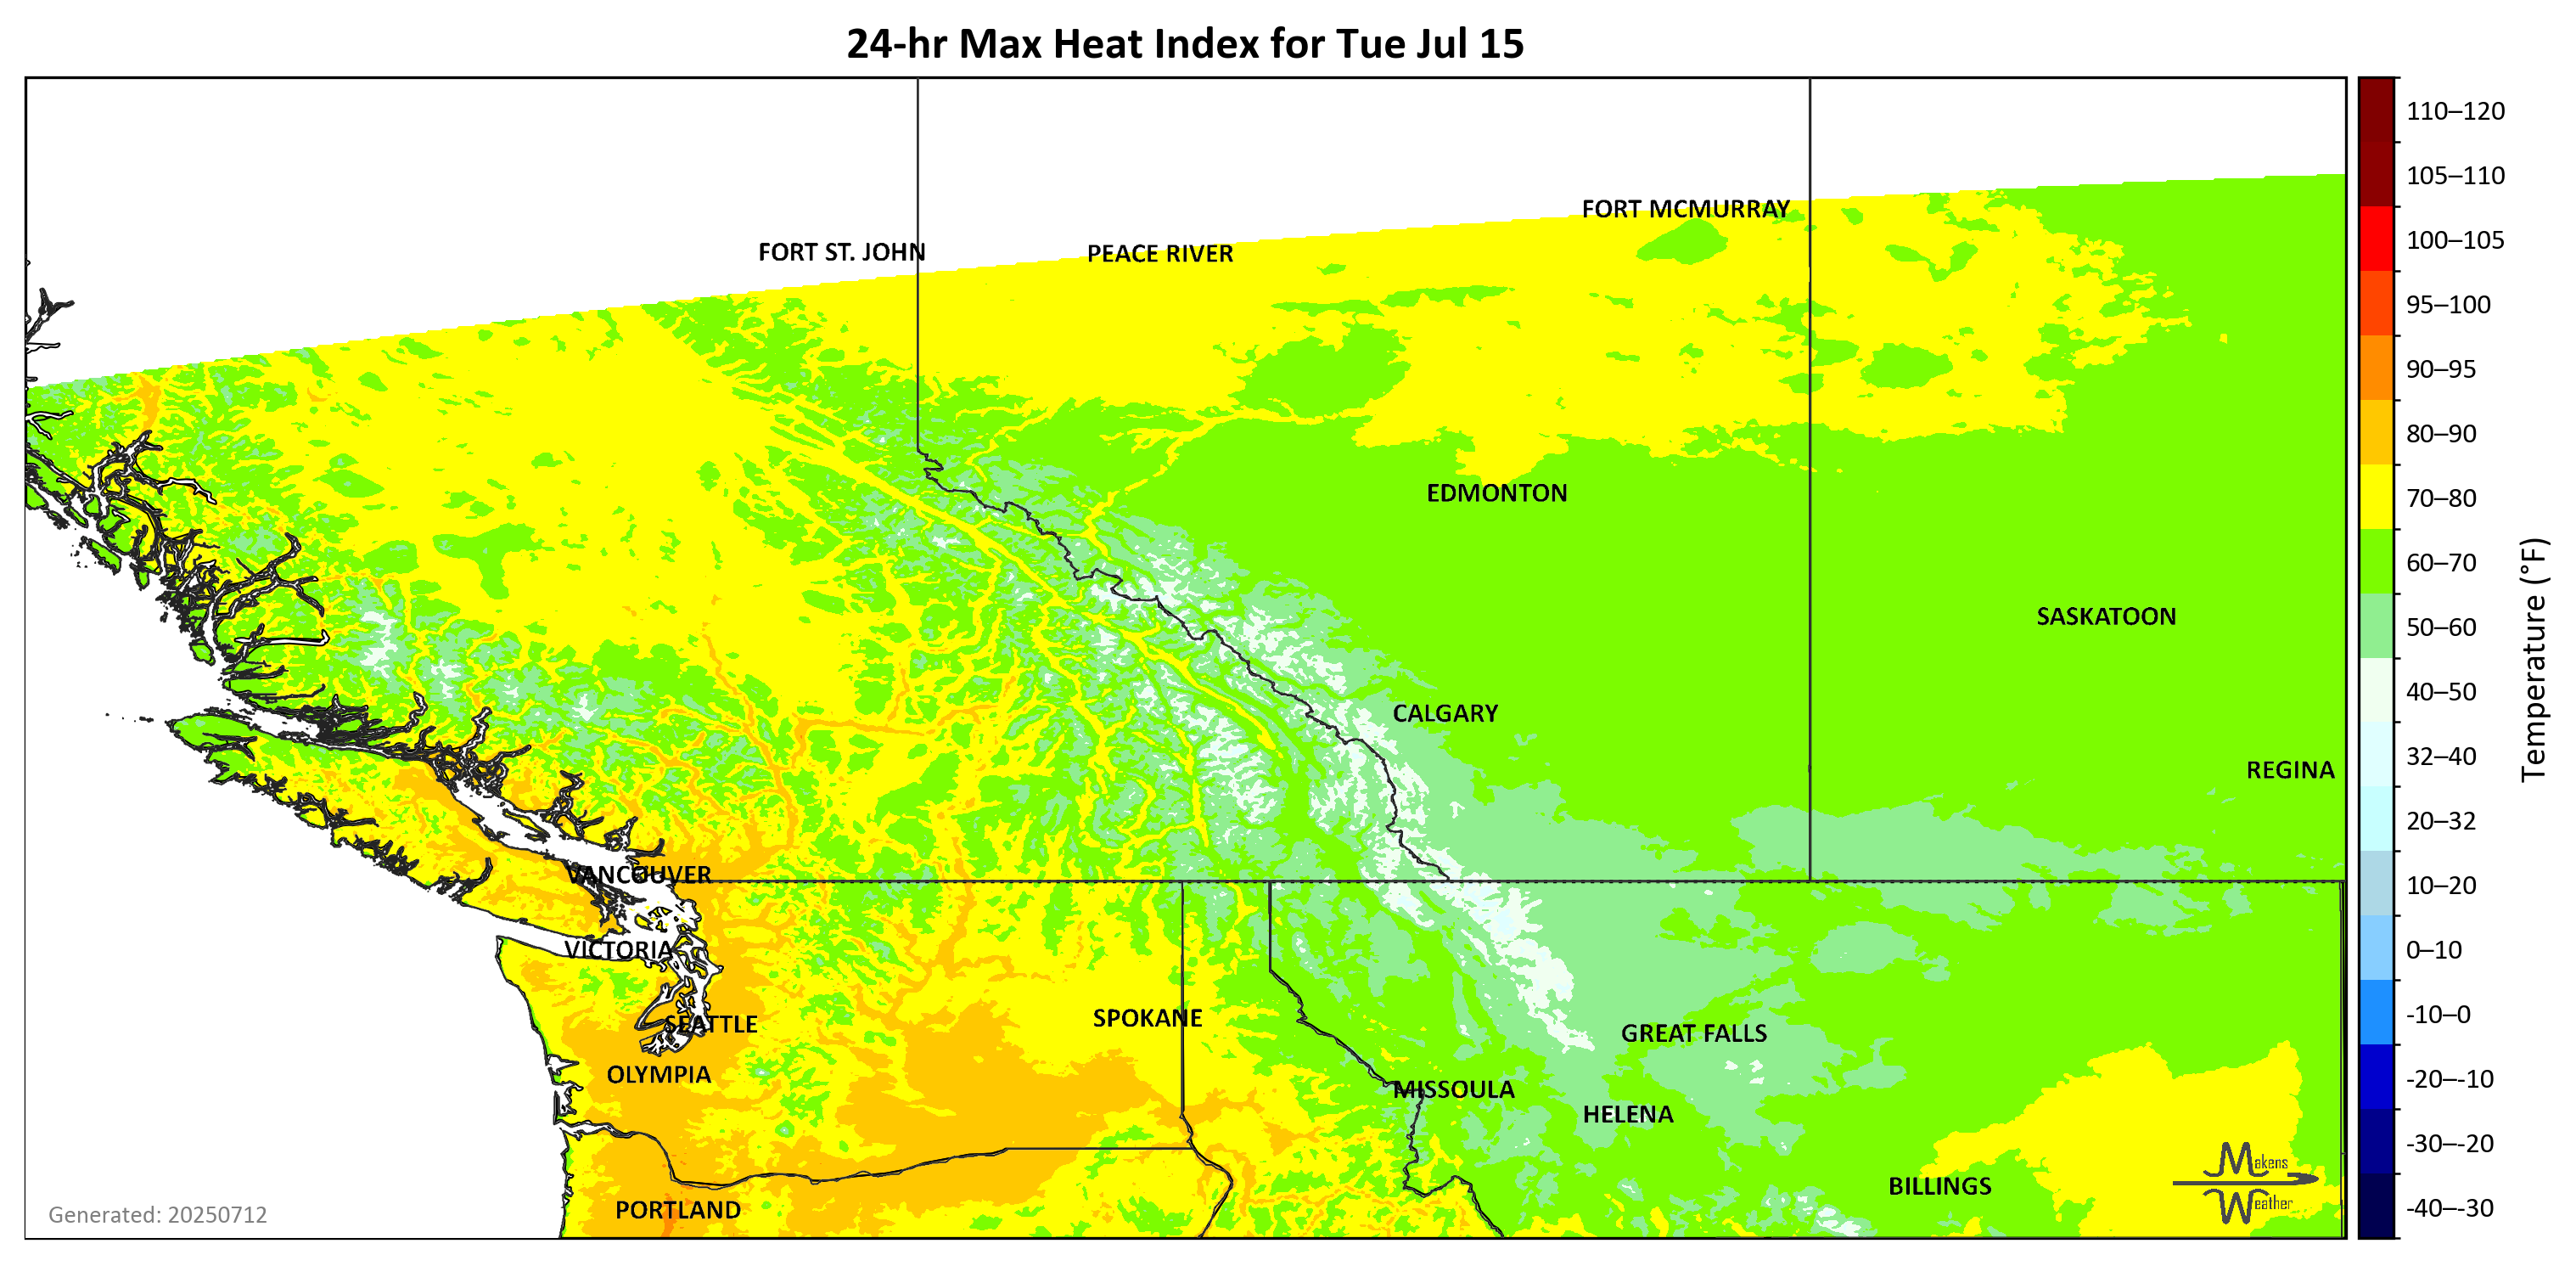 24-hr Max Heat Index for Tue Jul 15
FORT MCMURRAY
FORT ST. JOHN
PEACE RIVER
EDMONTON
SASKATOON
CALGARY
REGINA
VANCOUVER
VICTORIA
SPOKANE
SEATTLE
GREAT FALLS
OLYMPIA
MISSOULA
HELENA
BILLINGS
PORTLAND
Makens
Weather
Generated: 20250712
110–120
105–110
100–105
95–100
90–95
80–90
70–80
60–70
50–60
40–50
32–40
20–32
10–20
0–10
-10–0
-20–-10
-30–-20
-40–-30
Temperature (°F)